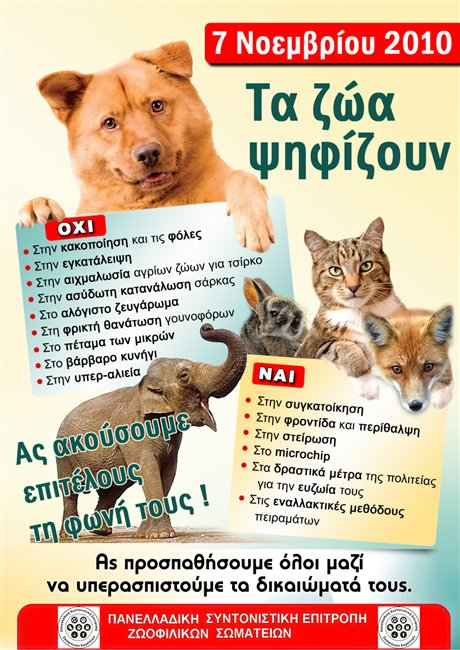 7 Νοεμβρίου 2010
Τα ζώα
ψηφίζουν
ΟΧΙ
Στην κακοποίηση και τις φόλες
Στην εγκατάλειψη
Στην αιχμαλωσία αγρίων ζώων για τσίρκο
Στην ασύδοτη κατανάλωση σάρκας
Στο αλόγιστο ζευγάρωμα
Στη φρικτή θανάτωση γουνοφόρων
Στο πέταμα των μικρών
Στο βάρβαρο κυνήγι
Στην υπερ-αλιεία
ΝΑΙ
Στην συγκατοίκηση
Στην φροντίδα και περίθαλψη
Στην στείρωση
Στο microchip
Στα δραστικά μέτρα της πολιτείας
για την ευζωία τους
Στις εναλλακτικές μεθόδους
πειραμάτων
Ας ακούσουμε
επιτέλους
τη φωνή τους !
Ας προσπαθήσουμε όλοι μαζί
να υπερασπιστούμε τα δικαιώματά τους.
ΠΑΝΕΛΛΑΔΙΚΗ ΣΥΝΤΟΝΙΣΤΙΚΗ ΕΠΙΤΡΟΠΗ
ΖΩΟΦΙΛΙΚΩΝ ΣΩΜΑΤΕΙΩΝ